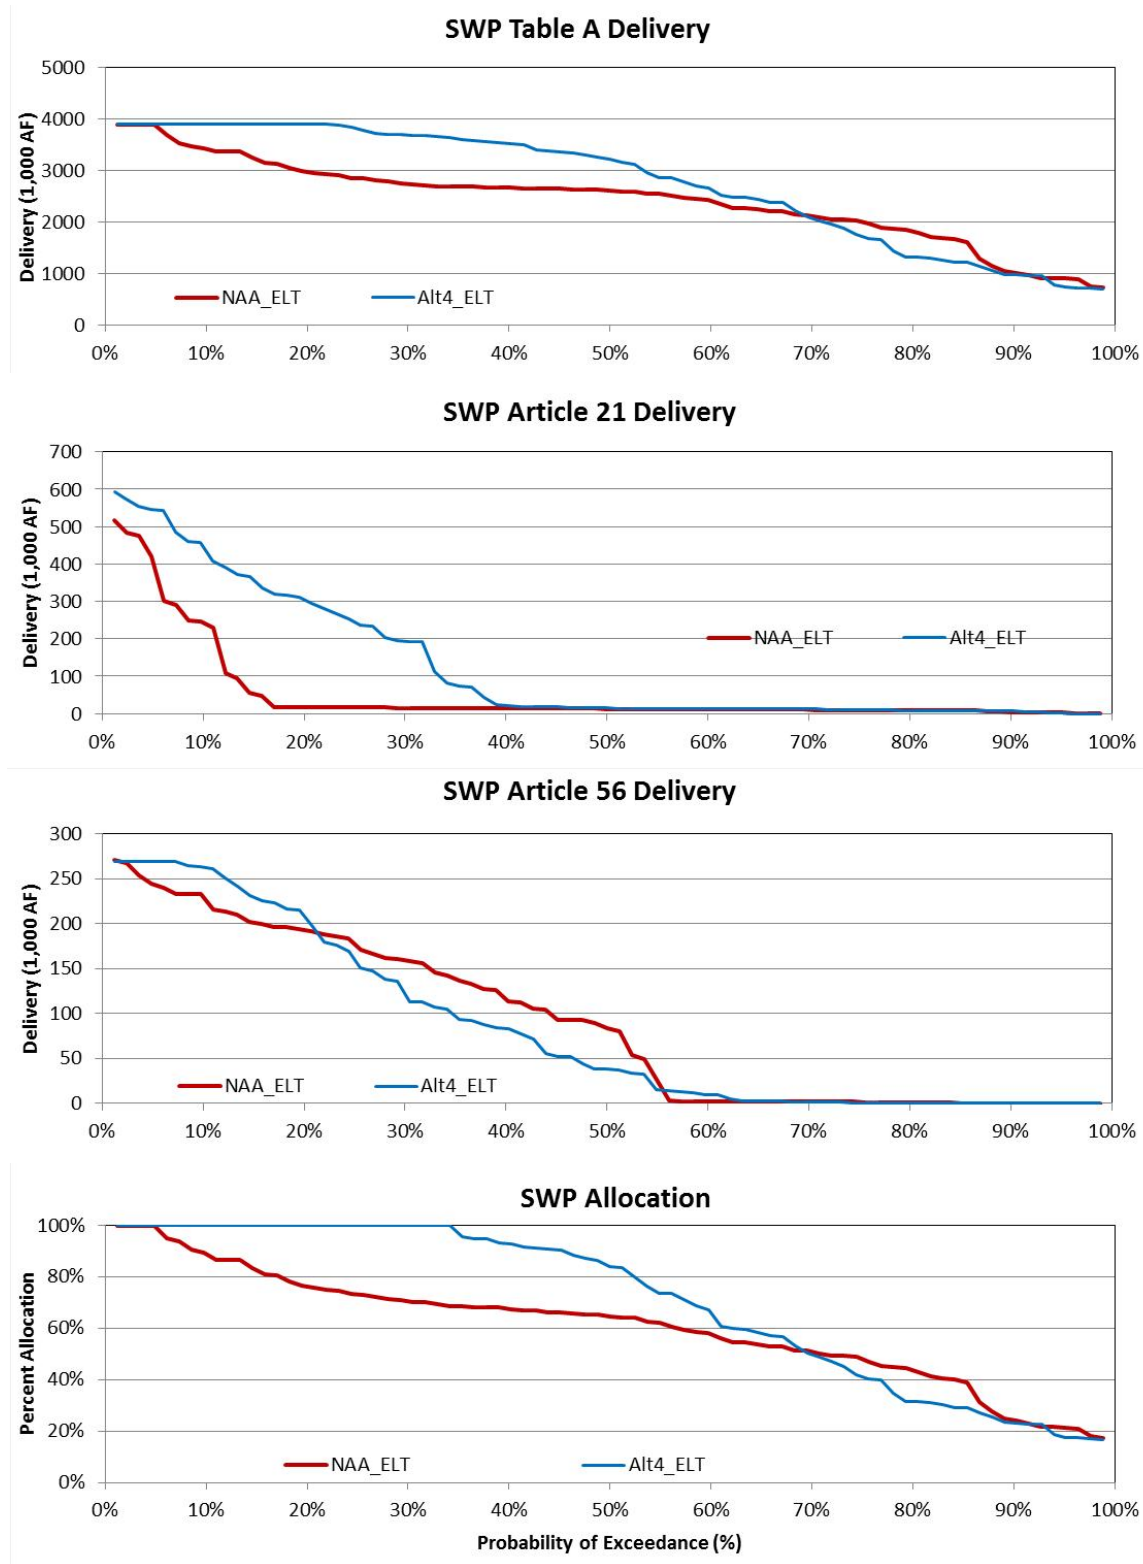 SWP Table A Delivery
Delivery (1,000 AF)
5000
4000
3000
2000
1000
0
NAA_ELT Alt4_ELT
0% 10% 20% 30% 40% 50% 60% 70% 80% 90% 100%
SWP Article 21 Delivery
Delivery (1,000 AF)
700
600
500
400
300
200
100
0
NAA_ELT Alt4_ELT
0% 10% 20% 30% 40% 50% 60% 70% 80% 90% 100%
SWP Article 56 Delivery
Delivery (1,000 AF)
300
250
200
150
100
50
0
NAA_ELT Alt4_ELT
0% 10% 20% 30% 40% 50% 60% 70% 80% 90% 100%
SWP Allocation
Percent Allocation
100%
80%
60%
40%
20%
0%
NAA_ELT Alt4_ELT
0% 10% 20% 30% 40% 50% 60% 70% 80% 90% 100%
Probability of Exceedance (%)